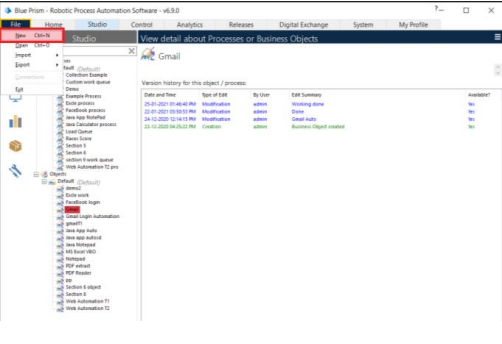 Blue Prism - Robotic Process Automation Software - v6.9.0
File Home Studio Control Analytics Releases Digital Exchange System My Profile
New Ctrl+N
Open Ctrl+O
Import
Export
Connections
Exit
Studio
View detail about Processes or Business Objects
Gmail
Version history for this object / process:
Date and Time Type of Edit By User Edit Summary Available?
25-01-2021 01:46:40 PM Modification admin Working done Yes
22-01-2021 03:50:55 PM Modification admin Done Yes
24-12-2020 12:14:15 PM Modification admin Gmail Auto Yes
23-12-2020 04:25:22 PM Creation admin Business Object created Yes
(Default)
Collection Example
Custom work queue
Demo
Example Process
Excle process
FaceBook process
Java App NotePad
Java Calculator process
Load Queue
Races Score
Section 5
Section 6
section 9 work queue
Web Automation T2 pro
Objects
Default (Default)
demo2
Excle work
FaceBook login
Gmail
Gmail Login Automation
gmailT1
Java App Auto
Java app autocd
Java Notepad
MS Excel VBO
Notepad
PDF extract
PDF Reader
pp
Section 6 object
Section 8
Web Automation T1
Web Automation T2